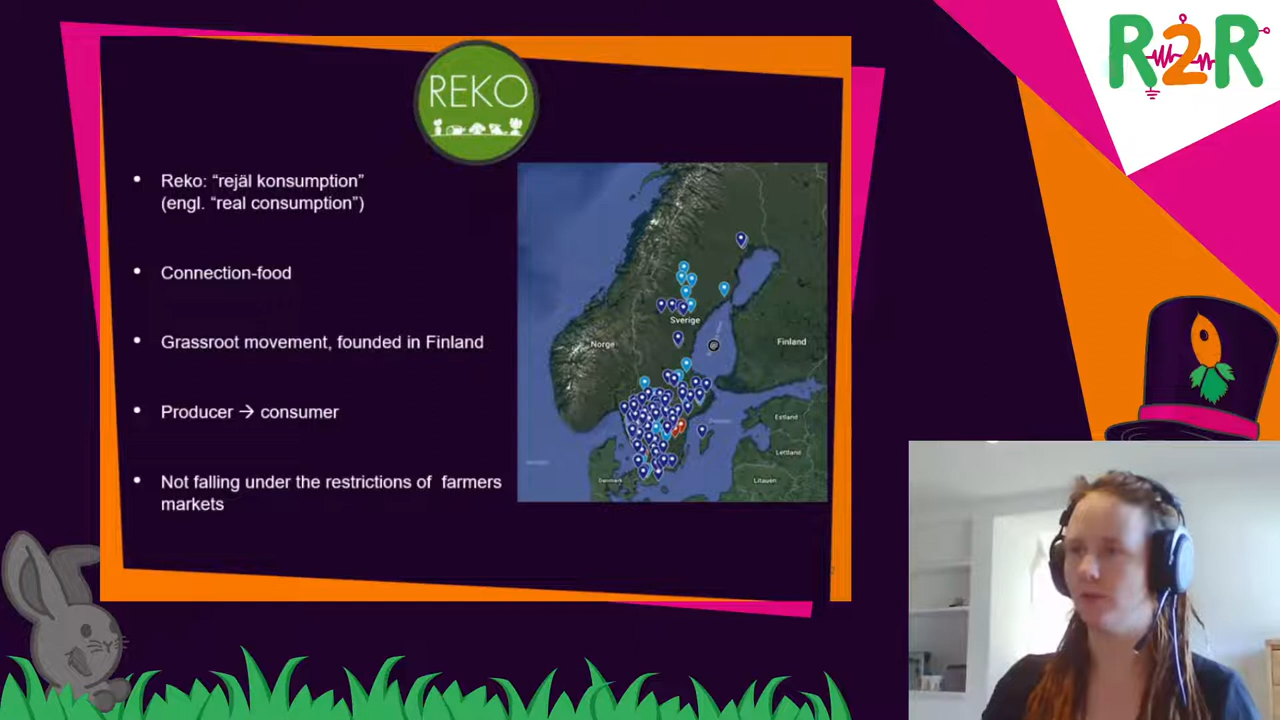 R2R
REKO
Reko: “rejäl konsumption”
(engl. “real consumption”)
Connection-food
Grassroot movement, founded in Finland
Producer → consumer
Not falling under the restrictions of farmers
markets
Sverige
Norge
Finland
Estland
Lettland
Danmark
Litauen